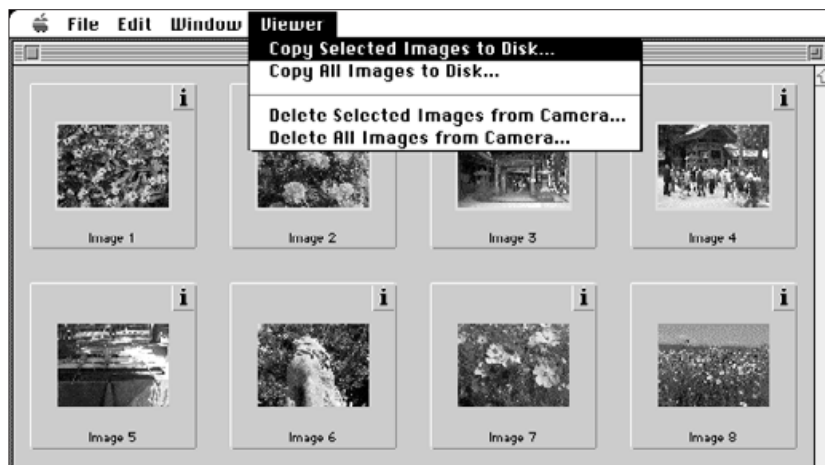 File Edit Window Viewer
Copy Selected Images to Disk...
Copy All Images to Disk...
Delete Selected Images from Camera...
Delete All Images from Camera...
i i
Image 1 Image 2 Image 3 Image 4
i i i i
Image 5 Image 6 Image 7 Image 8